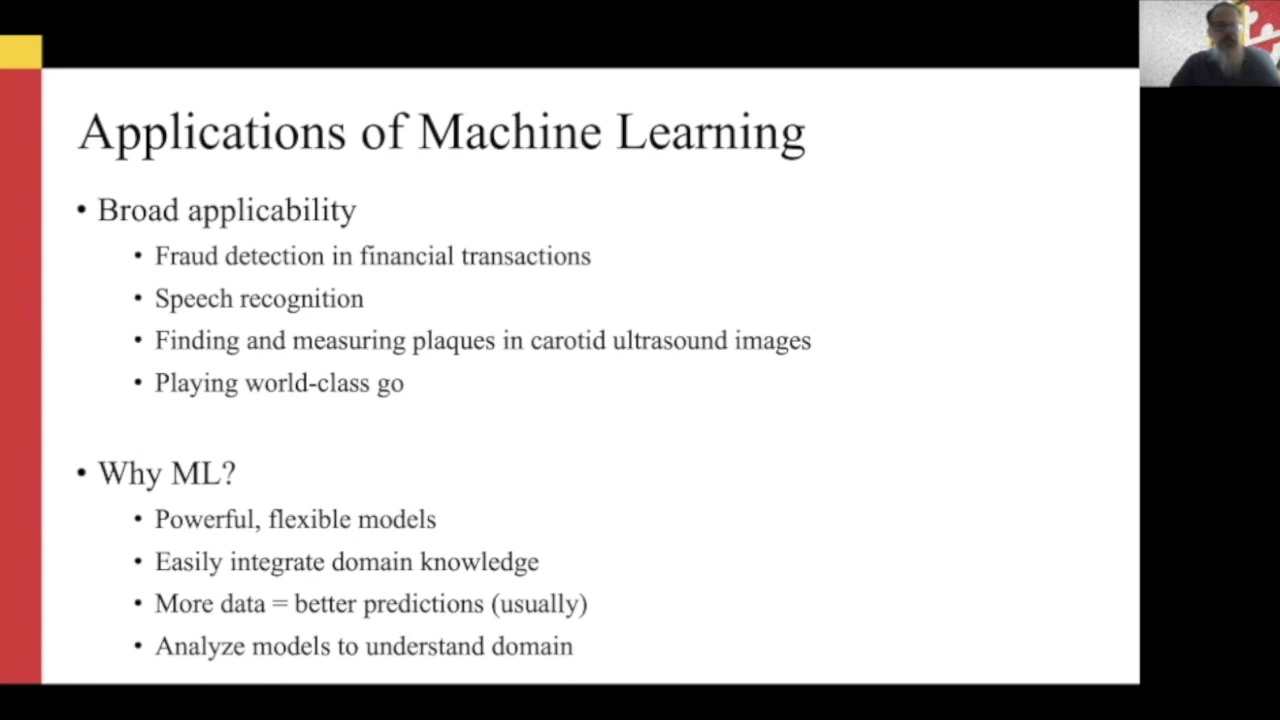 Applications of Machine Learning
• Broad applicability
• Fraud detection in financial transactions
• Speech recognition
• Finding and measuring plaques in carotid ultrasound images
• Playing world-class go
• Why ML?
• Powerful, flexible models
• Easily integrate domain knowledge
• More data = better predictions (usually)
• Analyze models to understand domain